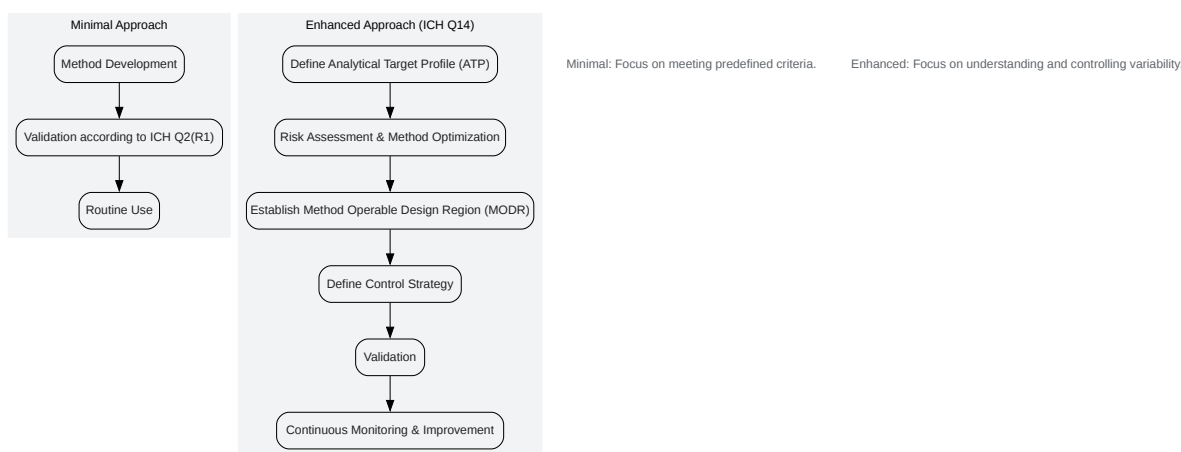 Minimal Approach
Method Development
Validation according to ICH Q2(R1)
Routine Use
Enhanced Approach (ICH Q14)
Define Analytical Target Profile (ATP)
Risk Assessment & Method Optimization
Establish Method Operable Design Region (MODR)
Define Control Strategy
Validation
Continuous Monitoring & Improvement
Minimal: Focus on meeting predefined criteria.
Enhanced: Focus on understanding and controlling variability